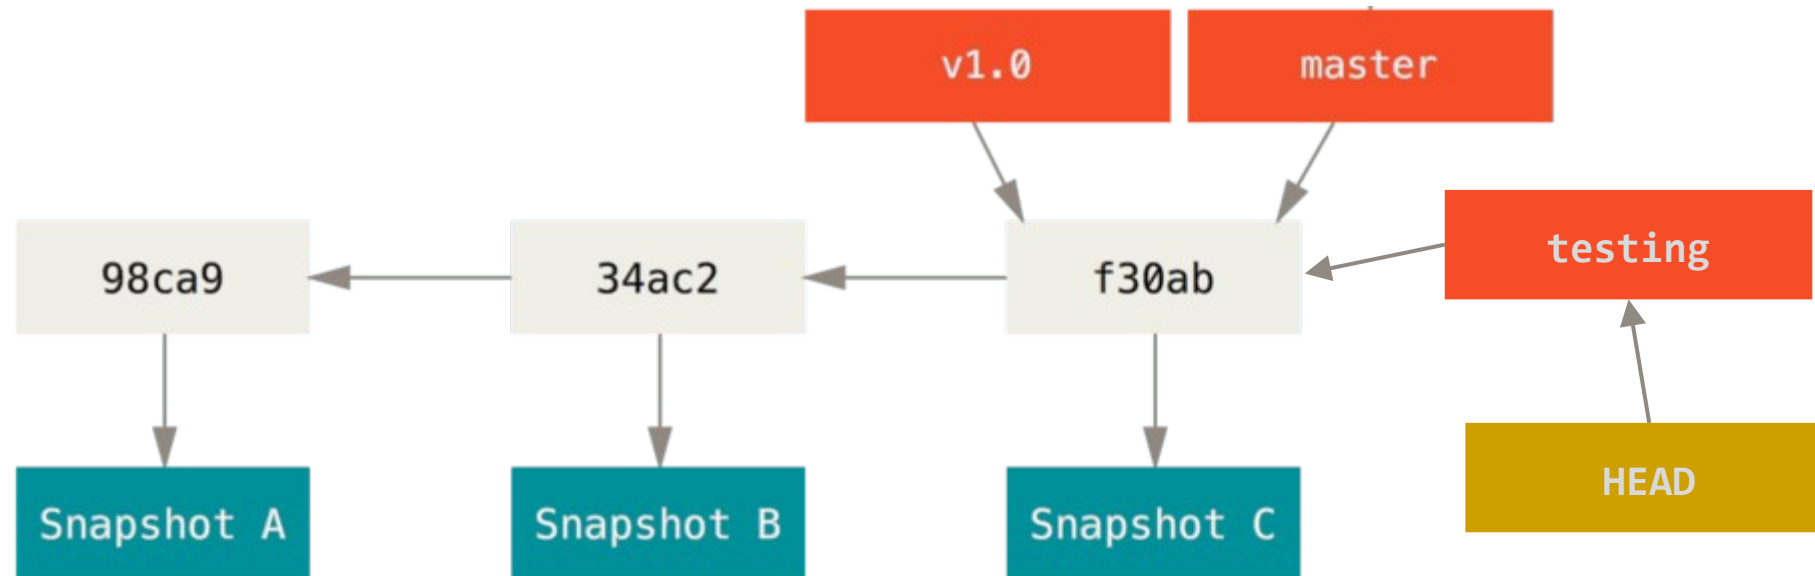 v1.0
master
testing
98ca9
34ac2
f30ab
HEAD
Snapshot A
Snapshot B
Snapshot C